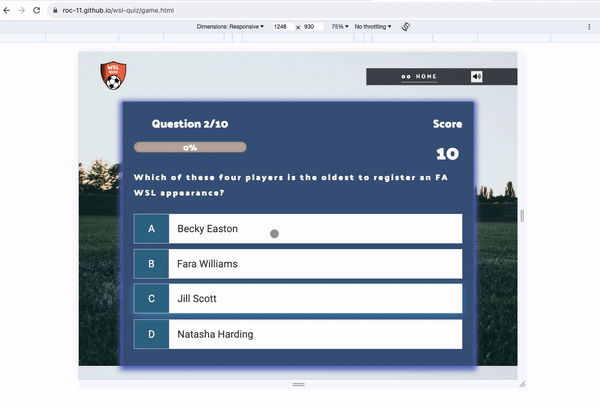 roc-11.github.io/wsl-quiz/game.html
Dimensions: Responsive ▾ 1248 × 930 75% ▾ No throttling ▾
WSL
QUIZ
HOME
Question 2/10
Score
0%
10
Which of these four players is the oldest to register an FA
WSL appearance?
A Becky Easton
B Fara Williams
C Jill Scott
D Natasha Harding